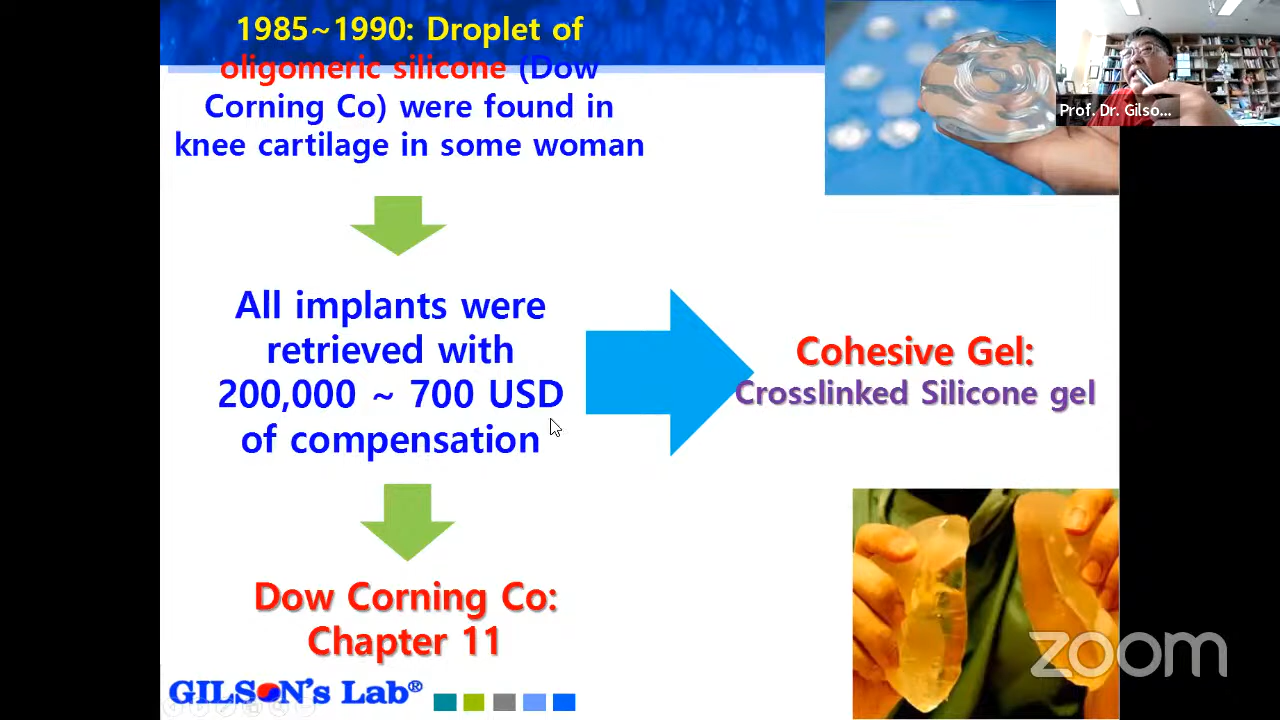 1985~1990: Droplet of
oligomeric silicone (Dow
Corning Co) were found in
knee cartilage in some woman
Prof. Dr. Gilso...
All implants were
retrieved with
200,000 ~ 700 USD
of compensation
Cohesive Gel:
Crosslinked Silicone gel
Dow Corning Co:
Chapter 11
GILSON's Lab®
zoom